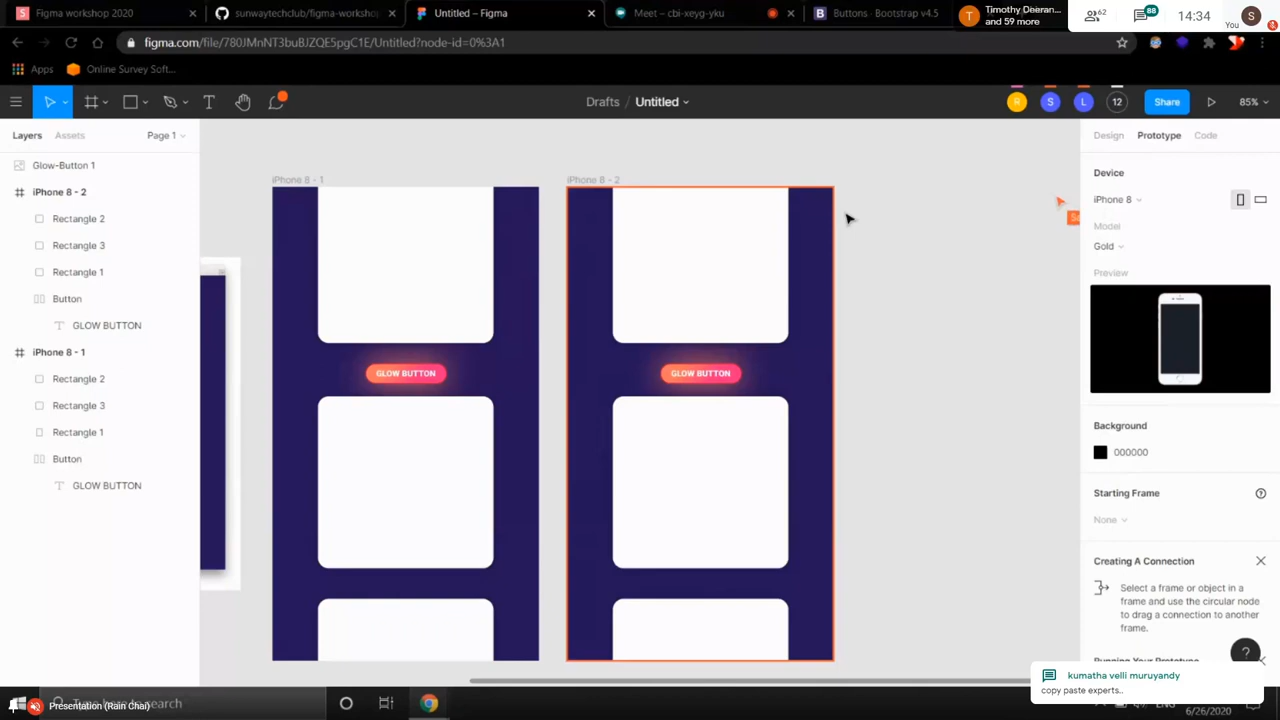 Figma workshop 2020
sunwaytechclub/figma-worksho
Untitled – Figma
Meet – cbi-xeyg-yku
Buttons · Bootstrap v4.5
T
Timothy Deeran...
and 59 more
62
88
14:34
You
S
figma.com/file/780JMnNT3buBJZQE5pgC1E/Untitled?node-id=0%3A1
Apps
Online Survey Soft...
Drafts / Untitled
R
S
L
12
Share
85%
Layers
Assets
Page 1
Design
Prototype
Code
Glow-Button 1
iPhone 8 - 2
Rectangle 2
Rectangle 3
Rectangle 1
Button
GLOW BUTTON
iPhone 8 - 1
Rectangle 2
Rectangle 3
Rectangle 1
Button
GLOW BUTTON
iPhone 8 - 1
iPhone 8 - 2
GLOW BUTTON
GLOW BUTTON
Device
iPhone 8
Model
Gold
Preview
Background
000000
Starting Frame
None
Creating A Connection
Select a frame or object in a
frame and use the circular node
to drag a connection to another
frame.
Running Your Prototype
?
kumatha velli muruyandy
copy paste experts..
Presentation (Rain Chai)
search
ENG
6/26/2020